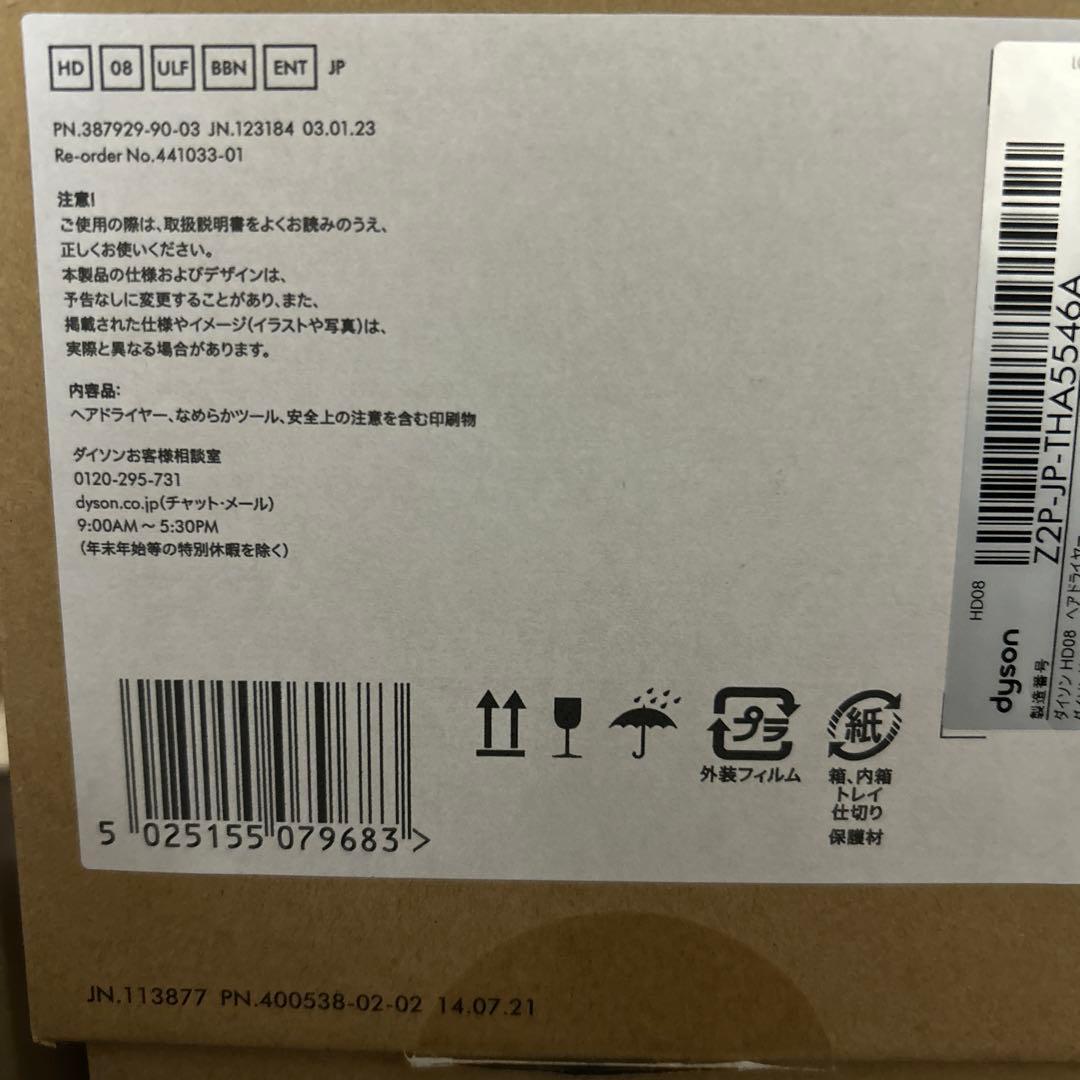 HD 08 ULF BBN ENT JP
PN.387929-90-03 JN.123184 03.01.23
Re-order No.441033-01
注意!
ご使用の際は、取扱説明書をよくお読みのうえ、
正しくお使いください。
本製品の仕様およびデザインは、
予告なしに変更することがあり、また、
掲載された仕様やイメージ(イラストや写真)は、
実際と異なる場合があります。
内容品:
ヘアドライヤー、なめらかツール、安全上の注意を含む印刷物
ダイソンお客様相談室
0120-295-731
dyson.co.jp(チャット・メール)
9:00AM～5:30PM
(年末年始等の特別休暇を除く)
5 025155 079683 >
プラ
外装フィルム
紙
箱、内箱
トレイ
仕切り
保護材
HD08
dyson
製造番号
Z2P-JP-THA5546A
ダイソン HD08 ヘアドライヤー
JN.113877 PN.400538-02-02 14.07.21